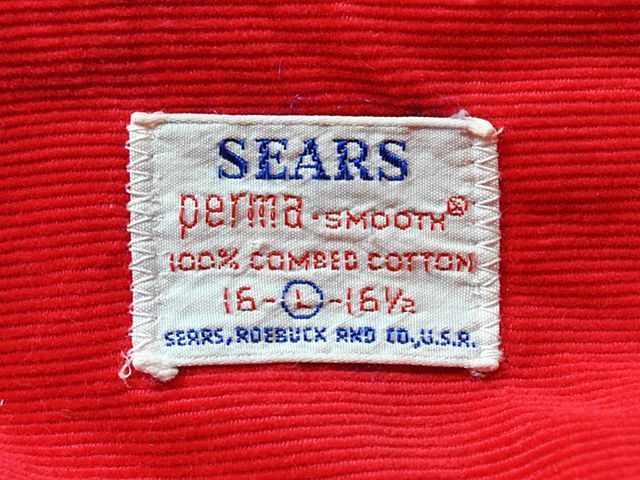 SEARS
perma-SMOOTH®
100% COMBED COTTON
16-L-16½
SEARS, ROEBUCK AND CO., U.S.A.